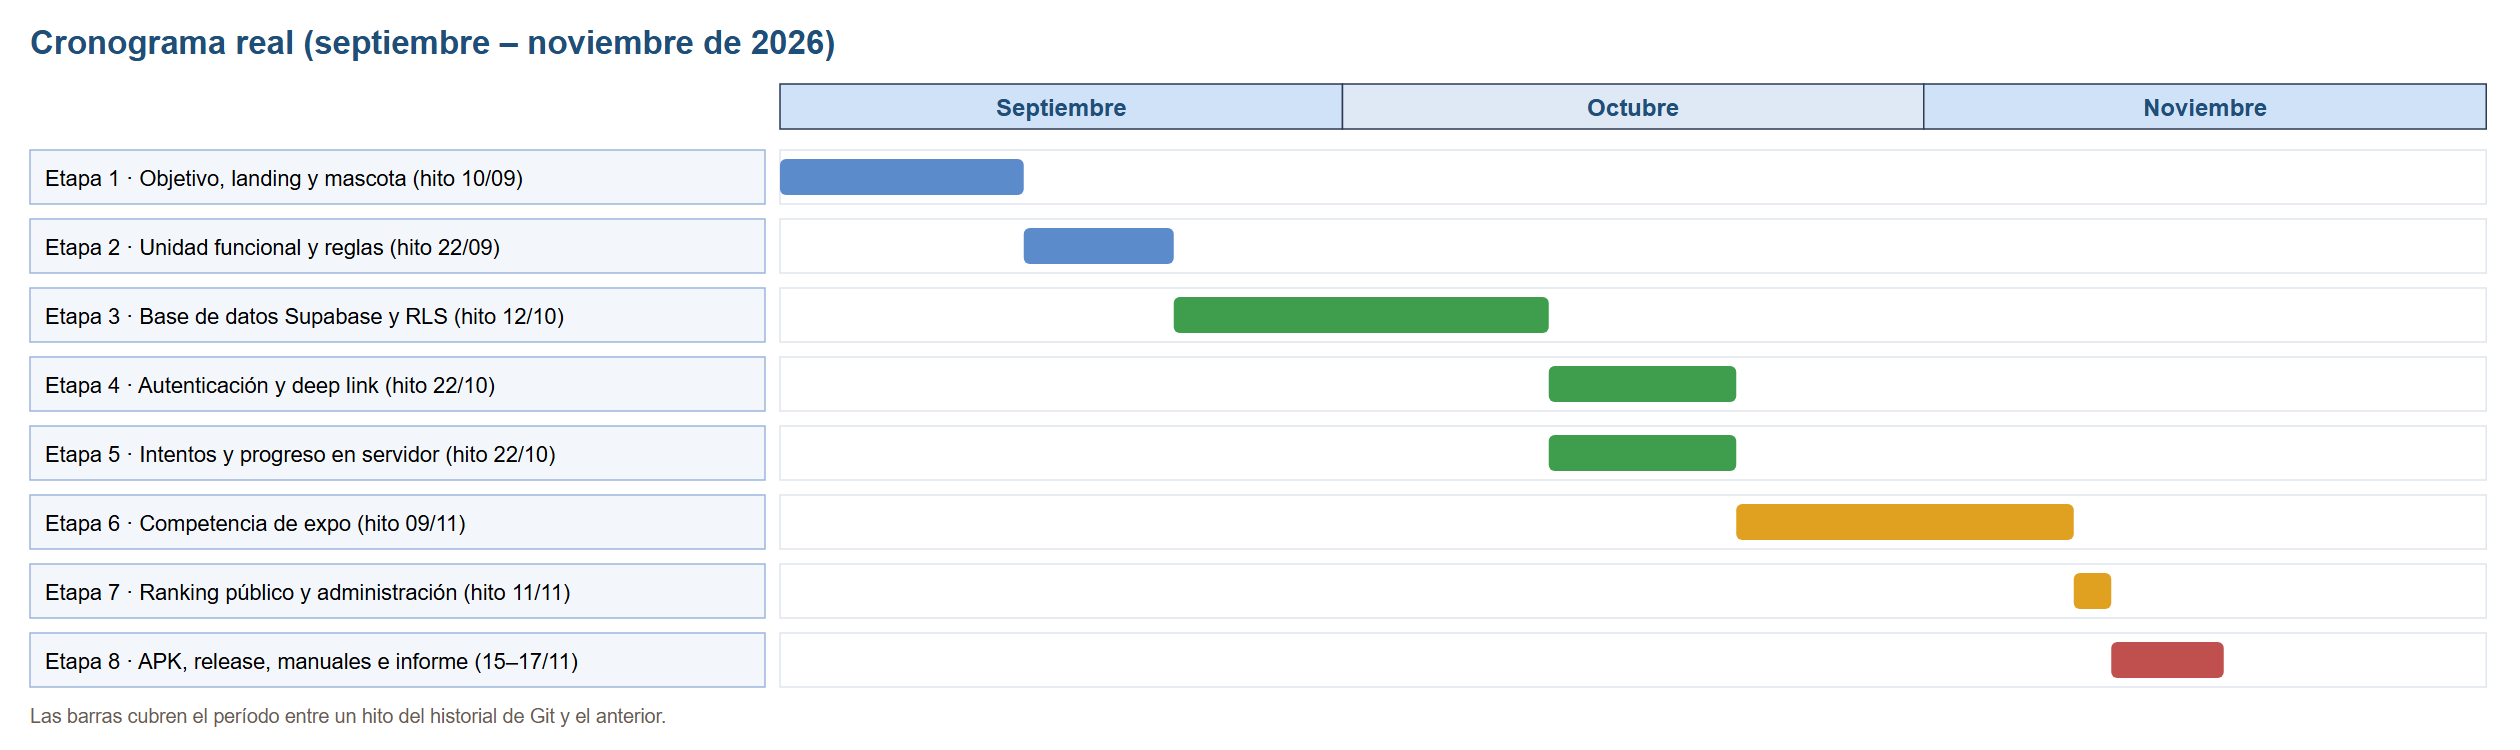 Cronograma real (septiembre – noviembre de 2026)
Septiembre Octubre Noviembre
Etapa 1 · Objetivo, landing y mascota (hito 10/09)
Etapa 2 · Unidad funcional y reglas (hito 22/09)
Etapa 3 · Base de datos Supabase y RLS (hito 12/10)
Etapa 4 · Autenticación y deep link (hito 22/10)
Etapa 5 · Intentos y progreso en servidor (hito 22/10)
Etapa 6 · Competencia de expo (hito 09/11)
Etapa 7 · Ranking público y administración (hito 11/11)
Etapa 8 · APK, release, manuales e informe (15–17/11)
Las barras cubren el período entre un hito del historial de Git y el anterior.